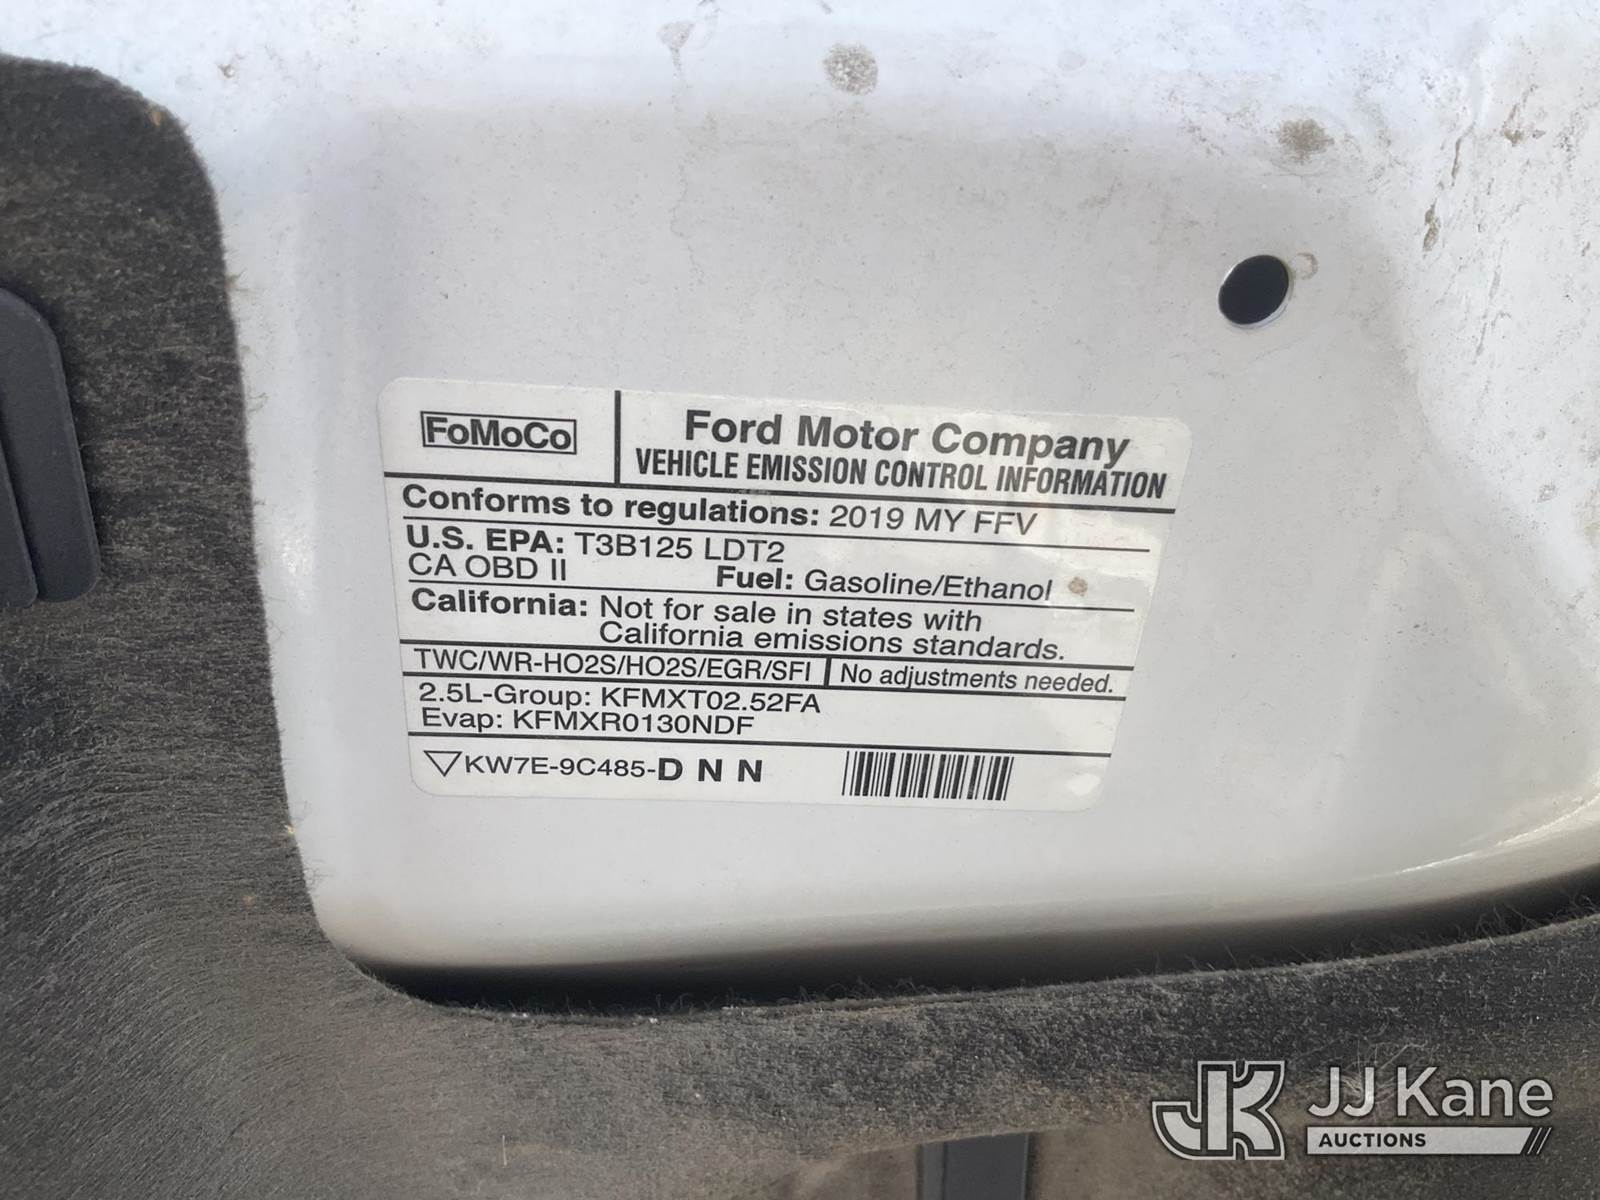 FoMoCo
Ford Motor Company
VEHICLE EMISSION CONTROL INFORMATION
Conforms to regulations: 2019 MY FFV
U.S. EPA: T3B125 LDT2
CA OBD II Fuel: Gasoline/Ethanol
California: Not for sale in states with
California emissions standards.
TWC/WR-HO2S/HO2S/EGR/SFI No adjustments needed.
2.5L-Group: KFMXT02.52FA
Evap: KFMXR0130NDF
KW7E-9C485-D N N
JK JJ Kane
AUCTIONS